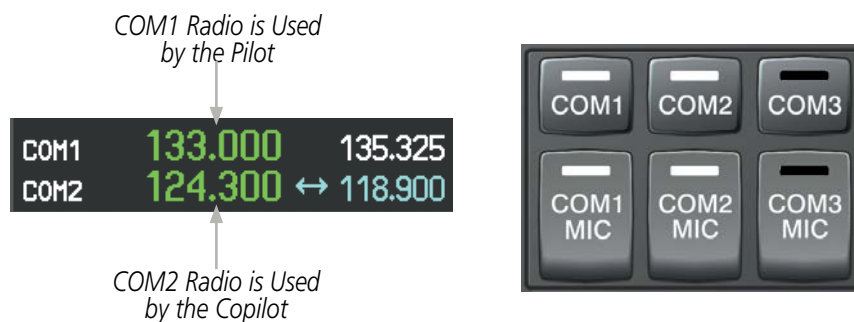 COM1 Radio is Used
by the Pilot
COM1 133.000 135.325
COM2 124.300 ↔ 118.900
COM2 Radio is Used
by the Copilot
COM1 COM2 COM3
COM1 COM2 COM3
MIC MIC MIC